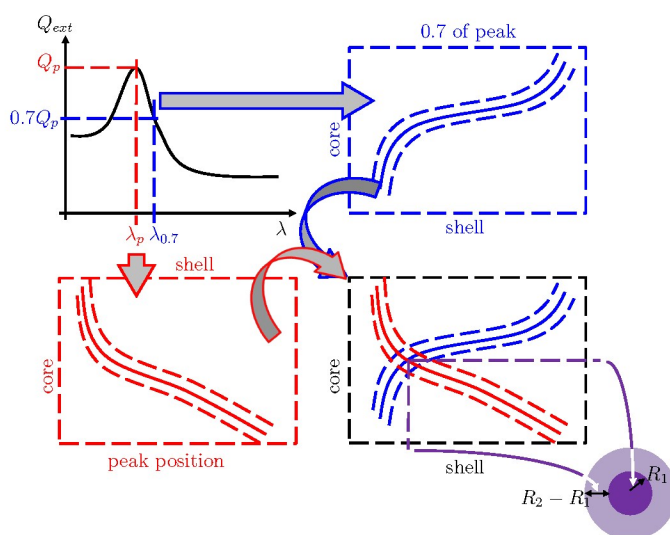 Q_ext
Q_p
0.7Q_p
λ_p
λ_0.7
λ
0.7 of peak
core
shell
shell
core
peak position
core
shell
R_1
R_2 − R_1